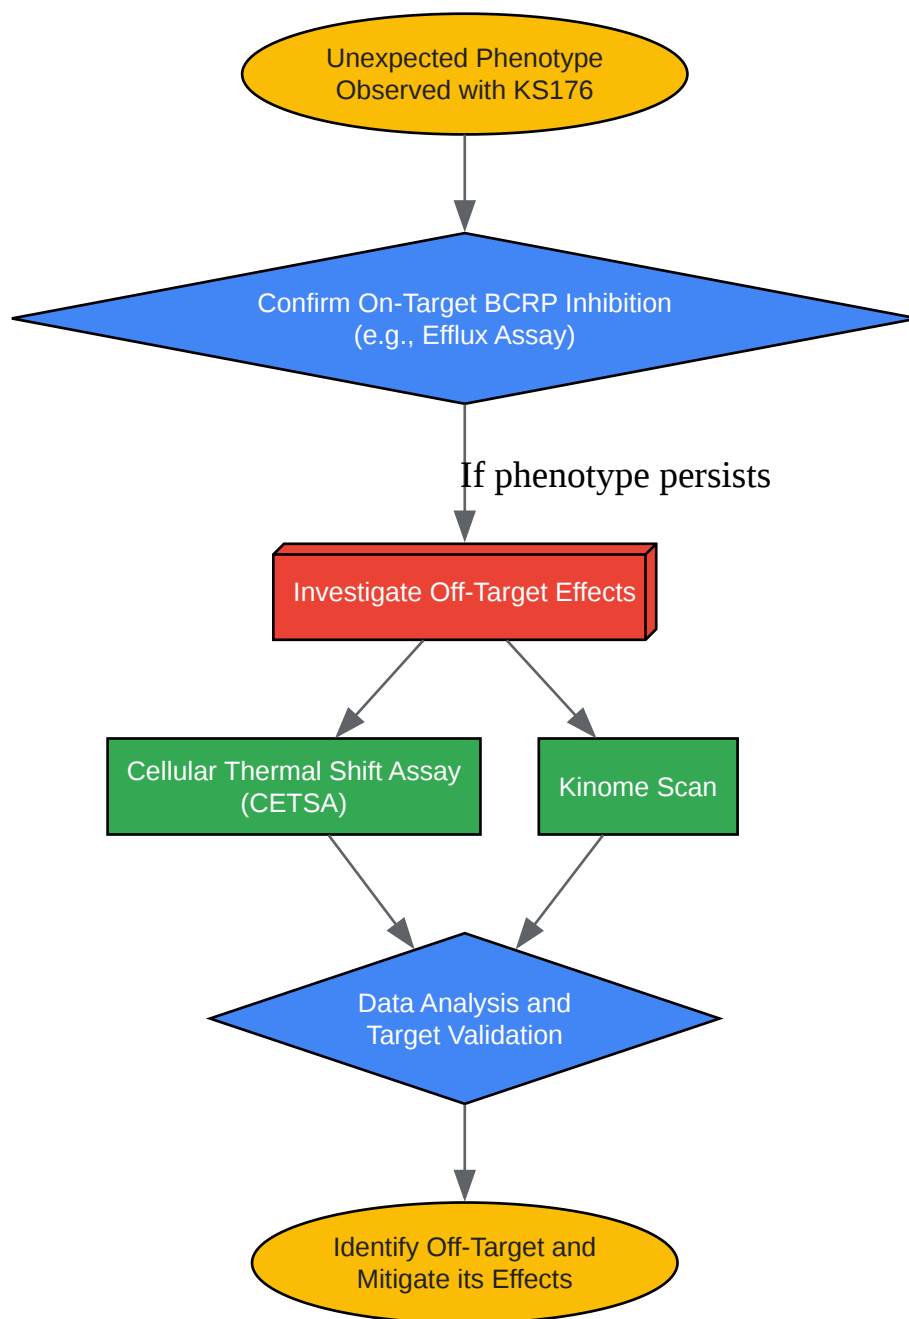 Unexpected Phenotype
Observed with KS176
Confirm On-Target BCRP Inhibition
(e.g., Efflux Assay)
If phenotype persists
Investigate Off-Target Effects
Cellular Thermal Shift Assay
(CETSA)
Kinome Scan
Data Analysis and
Target Validation
Identify Off-Target and
Mitigate its Effects